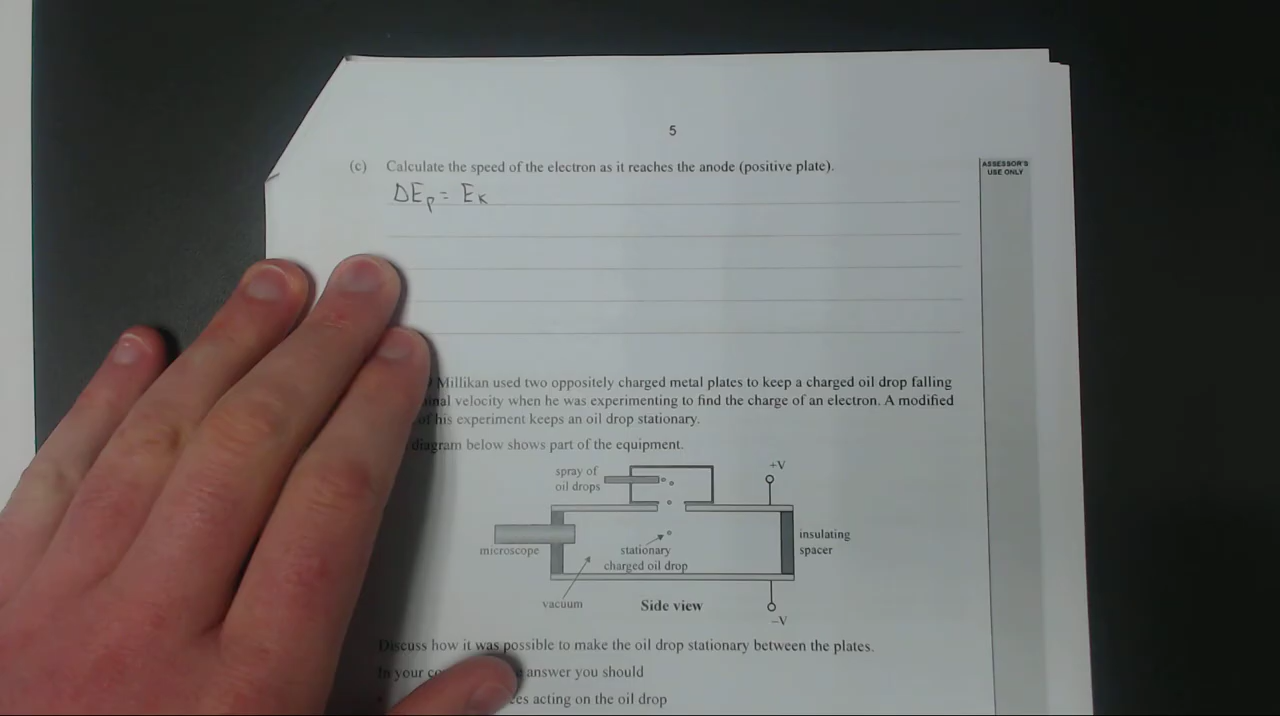 5
(c) Calculate the speed of the electron as it reaches the anode (positive plate).
ASSESSOR'S
USE ONLY
ΔEp = EK
Millikan used two oppositely charged metal plates to keep a charged oil drop falling
velocity when he was experimenting to find the charge of an electron. A modified
of his experiment keeps an oil drop stationary.
diagram below shows part of the equipment.
spray of
oil drops
+V
microscope
stationary
charged oil drop
insulating
spacer
vacuum
Side view
–V
Discuss how it was possible to make the oil drop stationary between the plates.
In your answer you should
acting on the oil drop